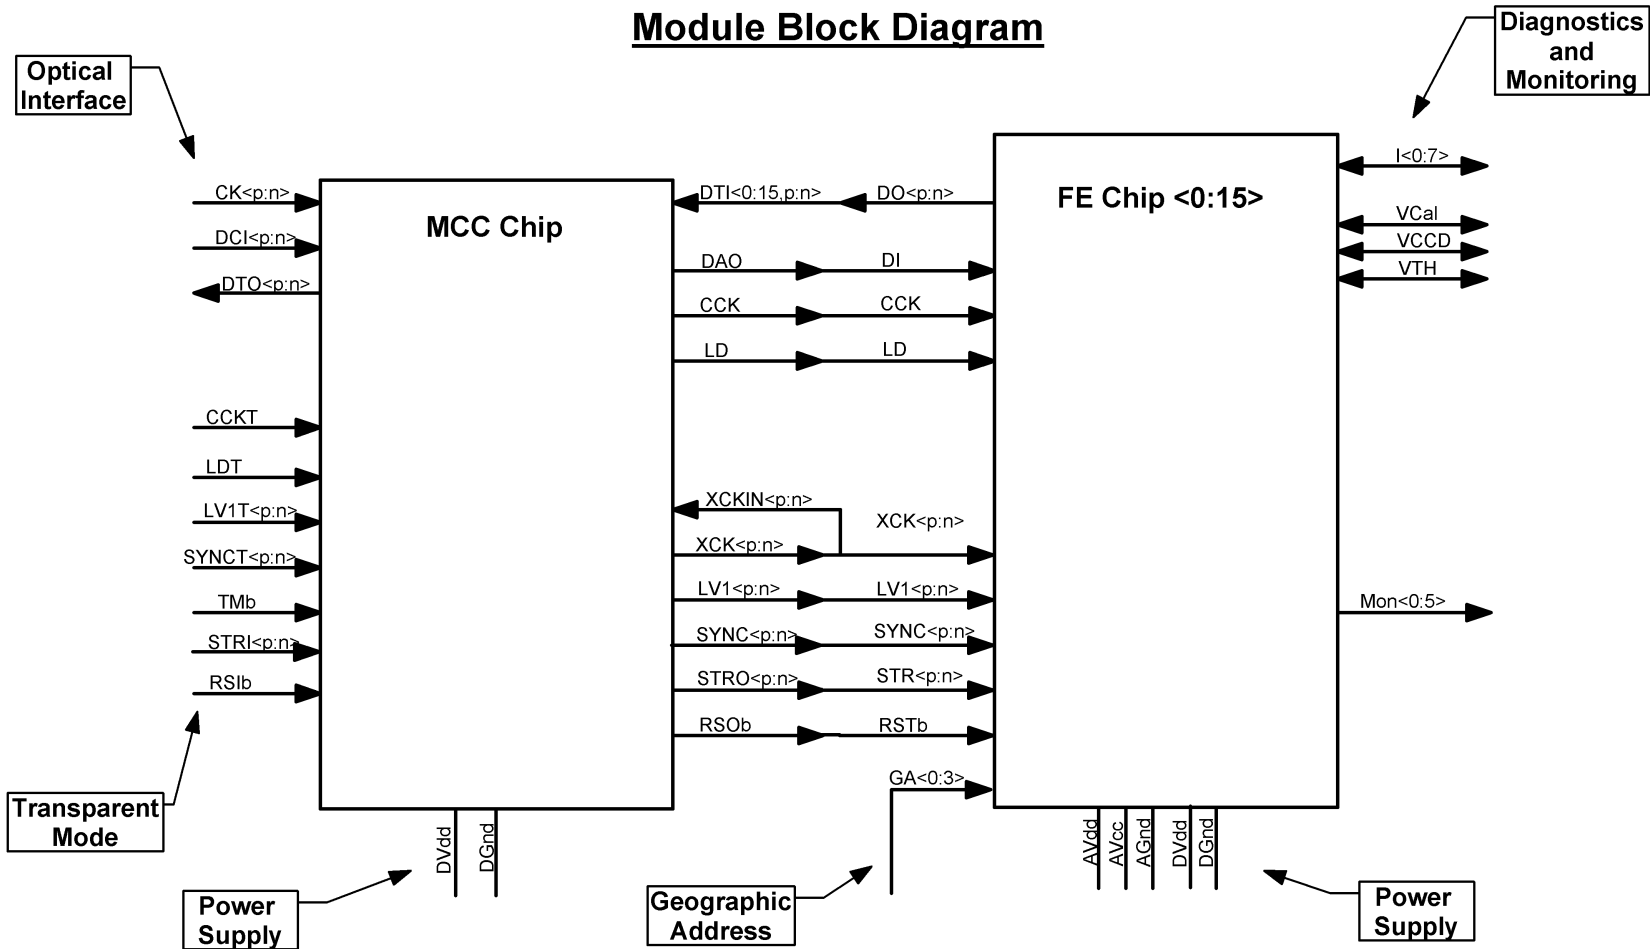 Module Block Diagram
Optical
Interface
Diagnostics
and
Monitoring
CK<p:n>
DCI<p:n>
DTO<p:n>
CCKT
LDT
LV1T<p:n>
SYNCT<p:n>
TMb
STRI<p:n>
RSIb
Transparent
Mode
MCC Chip
DVdd
DGnd
Power
Supply
DTI<0:15,p:n>
DO<p:n>
DAO
DI
CCK
CCK
LD
LD
XCKIN<p:n>
XCK<p:n>
XCK<p:n>
LV1<p:n>
LV1<p:n>
SYNC<p:n>
SYNC<p:n>
STRO<p:n>
STR<p:n>
RSOb
RSTb
GA<0:3>
Geographic
Address
FE Chip <0:15>
I<0:7>
VCal
VCCD
VTH
Mon<0:5>
AVdd
AVcc
AGnd
DVdd
DGnd
Power
Supply